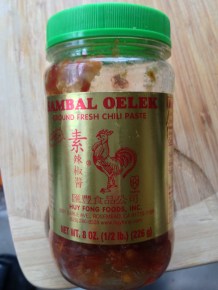 SAMBAL OELEK
GROUND FRESH CHILI PASTE
素
辣
椒
醬
匯豐食品公司
HUY FONG FOODS, INC.
NET WT. 8 OZ. (1/2 lb.) (226 g)